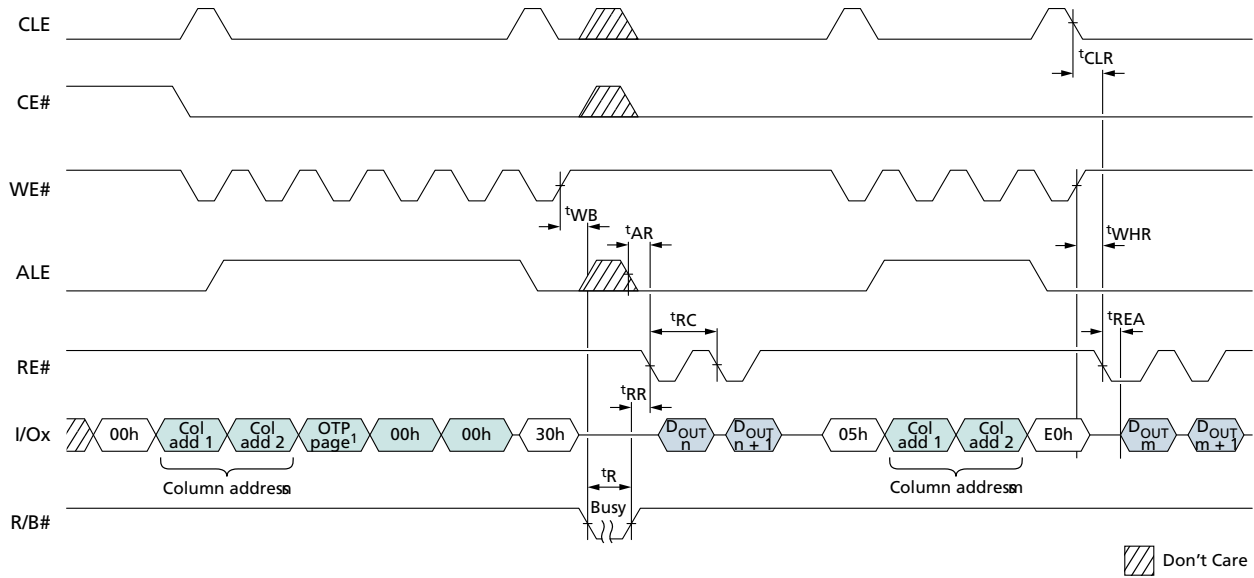 CLE
tCLR
CE#
WE#
tWB
tAR
tWHR
ALE
tRC
tREA
RE#
tRR
I/Ox
00h
Col add 1
Col add 2
OTP page1
00h
00h
30h
DOUT n
DOUT n + 1
05h
Col add 1
Col add 2
E0h
DOUT m
DOUT m + 1
Column address n
tR
Column address m
R/B#
Busy
Don't Care